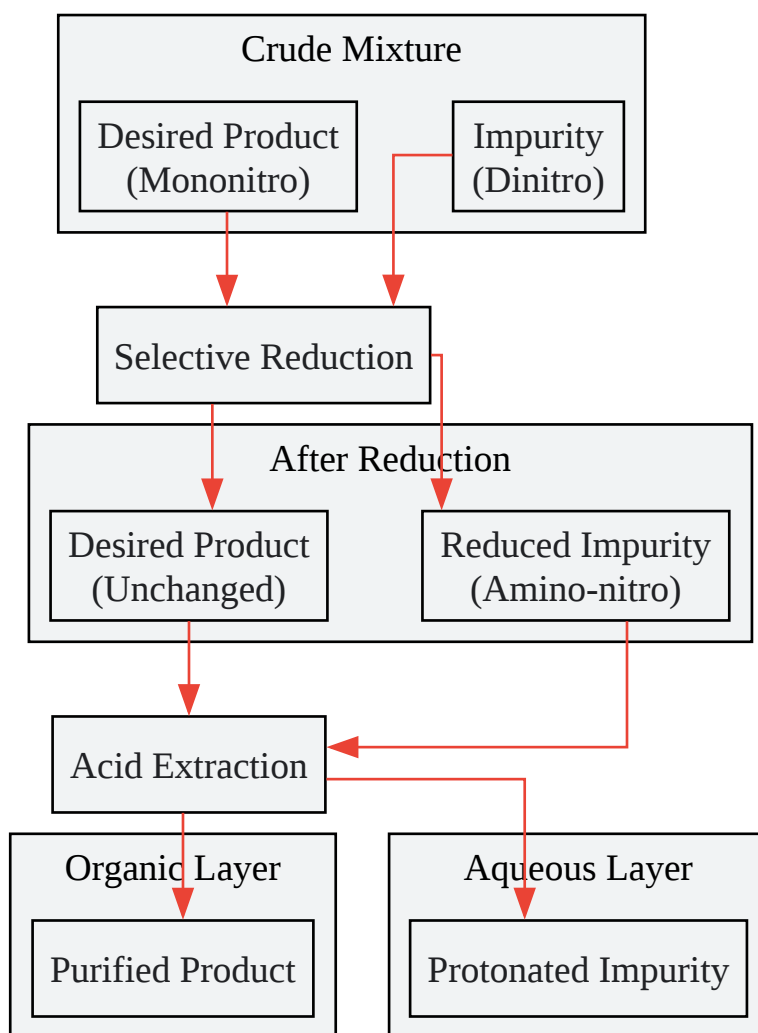 Crude Mixture
Desired Product
(Mononitro)
Impurity
(Dinitro)
Selective Reduction
After Reduction
Desired Product
(Unchanged)
Reduced Impurity
(Amino-nitro)
Acid Extraction
Organic Layer
Purified Product
Aqueous Layer
Protonated Impurity